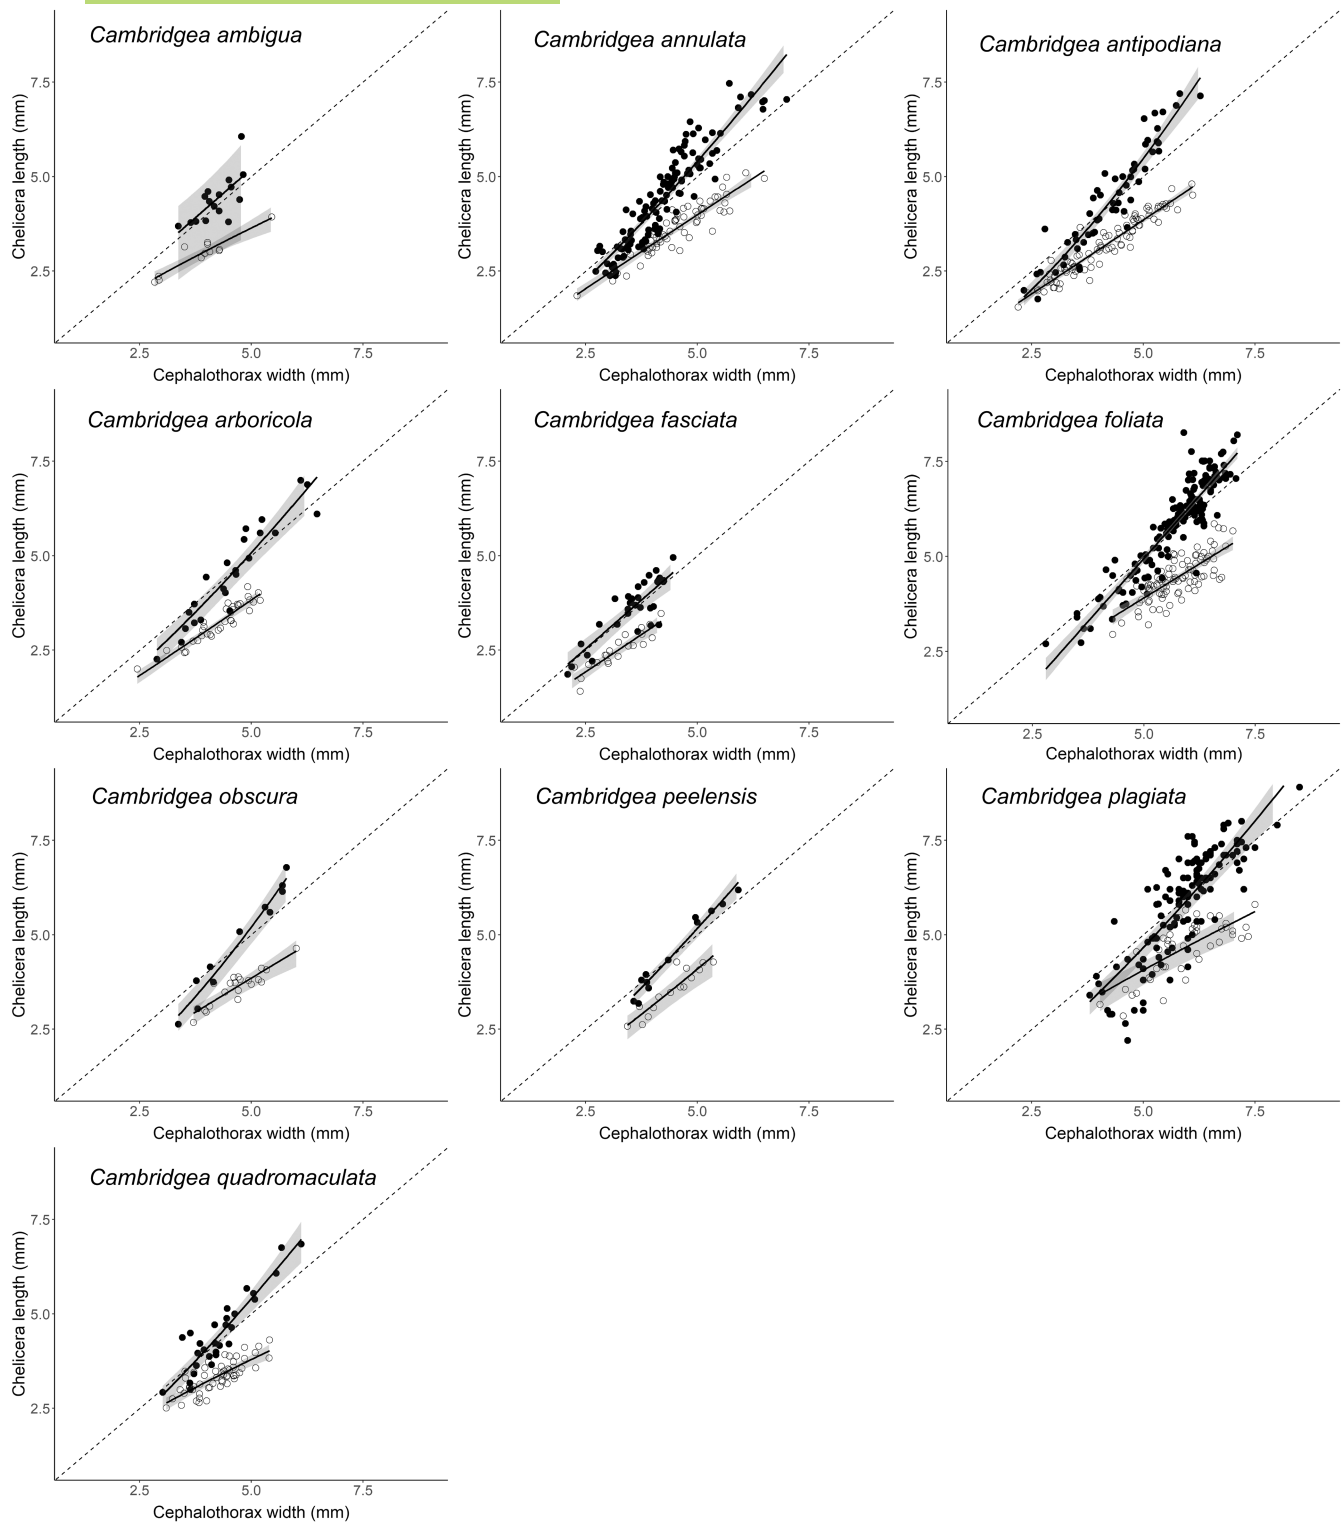 Cambridgea ambigua
7.5
5.0
2.5
Chelicera length (mm)
2.5 5.0 7.5
Cephalothorax width (mm)
Cambridgea annulata
7.5
5.0
2.5
Chelicera length (mm)
2.5 5.0 7.5
Cephalothorax width (mm)
Cambridgea antipodiana
7.5
5.0
2.5
Chelicera length (mm)
2.5 5.0 7.5
Cephalothorax width (mm)
Cambridgea arboricola
7.5
5.0
2.5
Chelicera length (mm)
2.5 5.0 7.5
Cephalothorax width (mm)
Cambridgea fasciata
7.5
5.0
2.5
Chelicera length (mm)
2.5 5.0 7.5
Cephalothorax width (mm)
Cambridgea foliata
7.5
5.0
2.5
Chelicera length (mm)
2.5 5.0 7.5
Cephalothorax width (mm)
Cambridgea obscura
7.5
5.0
2.5
Chelicera length (mm)
2.5 5.0 7.5
Cephalothorax width (mm)
Cambridgea peelensis
7.5
5.0
2.5
Chelicera length (mm)
2.5 5.0 7.5
Cephalothorax width (mm)
Cambridgea plagiata
7.5
5.0
2.5
Chelicera length (mm)
2.5 5.0 7.5
Cephalothorax width (mm)
Cambridgea quadromaculata
7.5
5.0
2.5
Chelicera length (mm)
2.5 5.0 7.5
Cephalothorax width (mm)